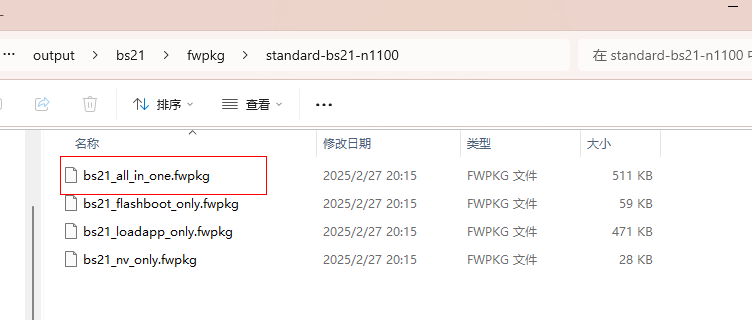 … output > bs21 > fwpkg > standard-bs21-n1100 在 standard-bs21-n1100 中
排序 查看 …
名称 修改日期 类型 大小
bs21_all_in_one.fwpkg 2025/2/27 20:15 FWPKG 文件 511 KB
bs21_flashboot_only.fwpkg 2025/2/27 20:15 FWPKG 文件 59 KB
bs21_loadapp_only.fwpkg 2025/2/27 20:15 FWPKG 文件 471 KB
bs21_nv_only.fwpkg 2025/2/27 20:15 FWPKG 文件 28 KB